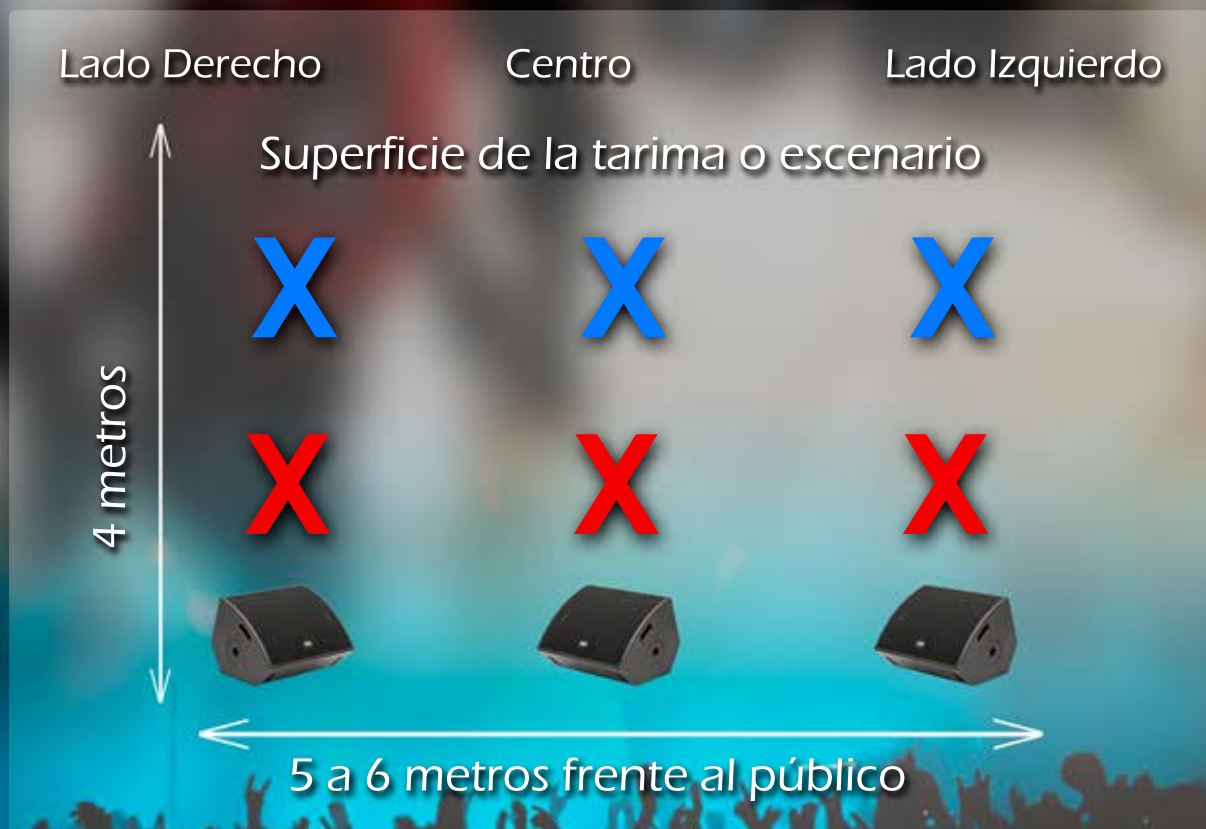 Lado Derecho
Centro
Lado Izquierdo
Superficie de la tarima o escenario
X X X
4 metros
X X X
5 a 6 metros frente al público